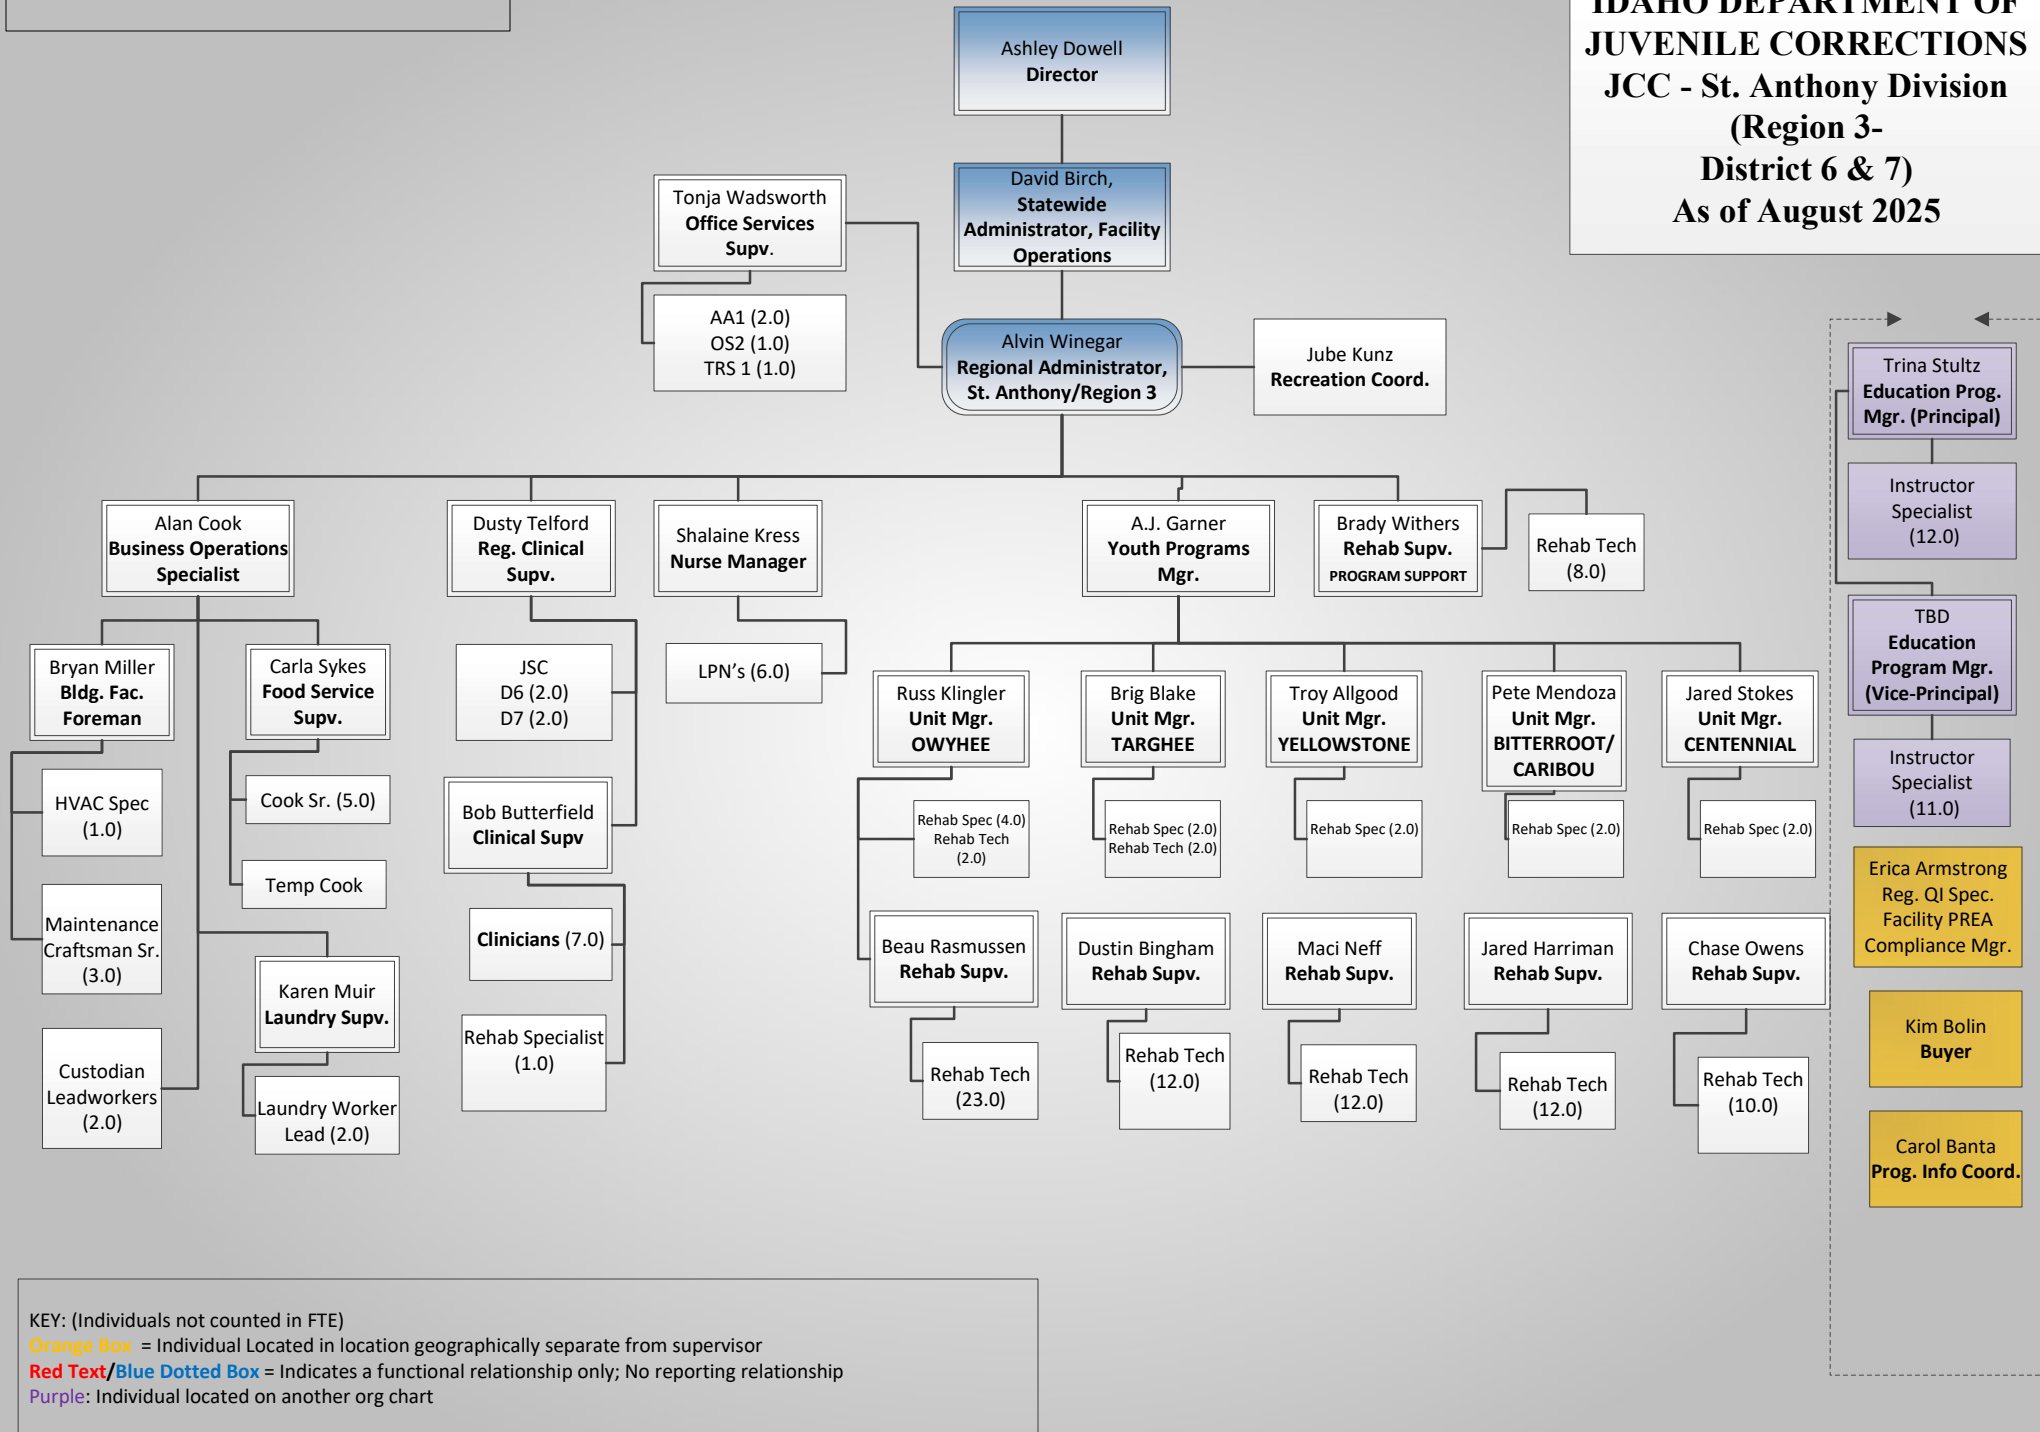 IDAHO DEPARTMENT OF
JUVENILE CORRECTIONS
JCC - St. Anthony Division
(Region 3-
District 6 & 7)
As of August 2025
Ashley Dowell
Director
David Birch,
Statewide
Administrator, Facility
Operations
Tonja Wadsworth
Office Services
Supv.
AA1 (2.0)
OS2 (1.0)
TRS 1 (1.0)
Alvin Winegar
Regional Administrator,
St. Anthony/Region 3
Jube Kunz
Recreation Coord.
Alan Cook
Business Operations
Specialist
Dusty Telford
Reg. Clinical
Supv.
Shalaine Kress
Nurse Manager
A.J. Garner
Youth Programs
Mgr.
Brady Withers
Rehab Supv.
PROGRAM SUPPORT
Rehab Tech
(8.0)
Bryan Miller
Bldg. Fac.
Foreman
Carla Sykes
Food Service
Supv.
HVAC Spec
(1.0)
Cook Sr. (5.0)
Temp Cook
Maintenance
Craftsman Sr.
(3.0)
Karen Muir
Laundry Supv.
Custodian
Leadworkers
(2.0)
Laundry Worker
Lead (2.0)
JSC
D6 (2.0)
D7 (2.0)
Bob Butterfield
Clinical Supv
Clinicians (7.0)
Rehab Specialist
(1.0)
LPN’s (6.0)
Russ Klingler
Unit Mgr.
OWYHEE
Brig Blake
Unit Mgr.
TARGHEE
Troy Allgood
Unit Mgr.
YELLOWSTONE
Pete Mendoza
Unit Mgr.
BITTERROOT/
CARIBOU
Jared Stokes
Unit Mgr.
CENTENNIAL
Rehab Spec (4.0)
Rehab Tech
(2.0)
Rehab Spec (2.0)
Rehab Tech (2.0)
Rehab Spec (2.0)
Rehab Spec (2.0)
Rehab Spec (2.0)
Beau Rasmussen
Rehab Supv.
Dustin Bingham
Rehab Supv.
Maci Neff
Rehab Supv.
Jared Harriman
Rehab Supv.
Chase Owens
Rehab Supv.
Rehab Tech
(23.0)
Rehab Tech
(12.0)
Rehab Tech
(12.0)
Rehab Tech
(12.0)
Rehab Tech
(10.0)
Trina Stultz
Education Prog.
Mgr. (Principal)
Instructor
Specialist
(12.0)
TBD
Education
Program Mgr.
(Vice-Principal)
Instructor
Specialist
(11.0)
Erica Armstrong
Reg. QI Spec.
Facility PREA
Compliance Mgr.
Kim Bolin
Buyer
Carol Banta
Prog. Info Coord.
KEY: (Individuals not counted in FTE)
Orange Box = Individual Located in location geographically separate from supervisor
Red Text/Blue Dotted Box = Indicates a functional relationship only; No reporting relationship
Purple: Individual located on another org chart